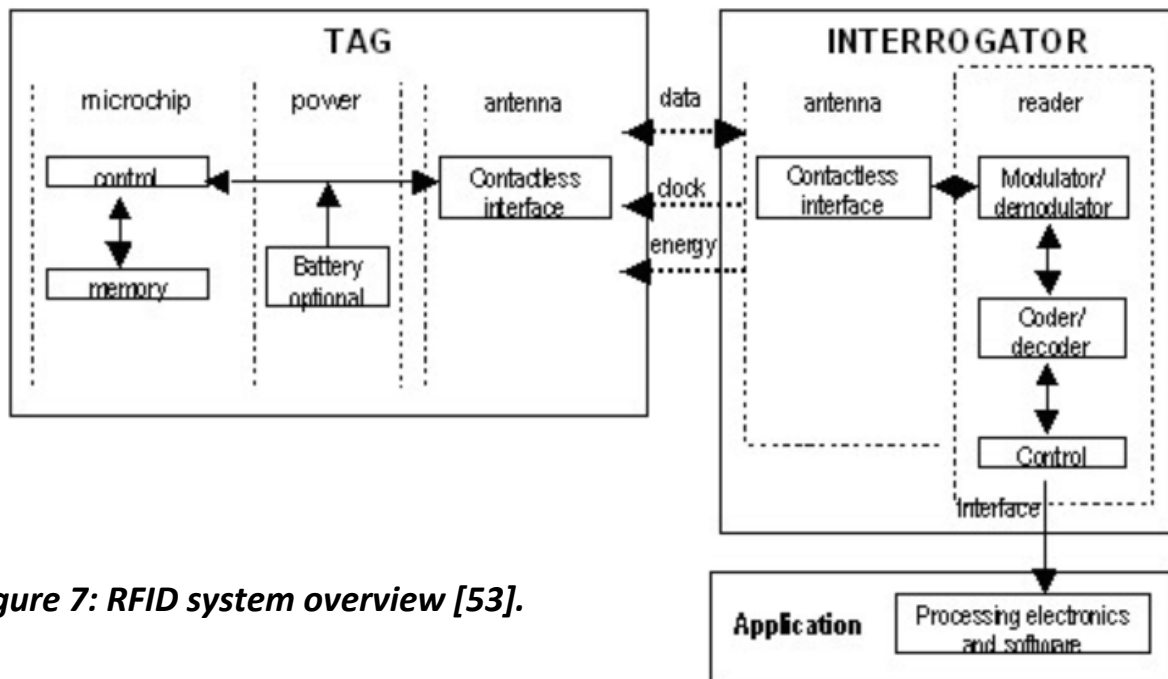 TAG
microchip
power
antenna
control
memory
Battery
optional
Contactless
interface
data
clock
energy
INTERROGATOR
antenna
reader
Contactless
interface
Modulator/
demodulator
Coder/
decoder
Control
Interface
Application
Processing electronics
and software
gure 7: RFID system overview [53].